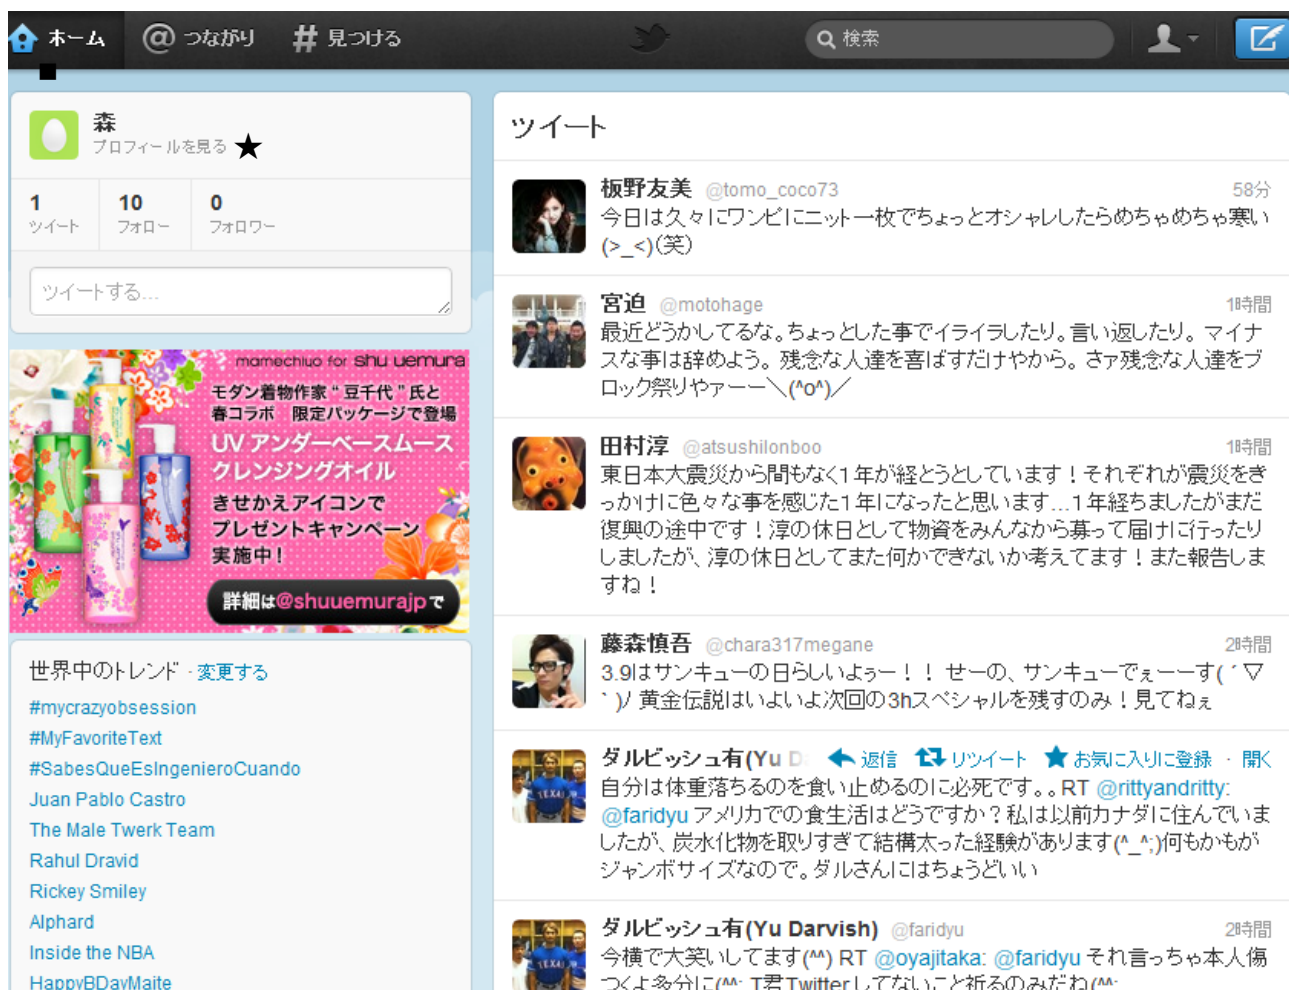 ホーム
@ つながり
# 見つける
検索
森
プロフィールを見る ★
1
ツイート
10
フォロー
0
フォロワー
ツイートする...
mamechiyo for shu uemura
モダン着物作家“豆千代”氏と
春コラボ 限定パッケージで登場
UV アンダーベースムース
クレンジングオイル
きせかえアイコンで
プレゼントキャンペーン
実施中！
詳細は@shuuemurajpで
世界中のトレンド · 変更する
#mycrazyobsession
#MyFavoriteText
#SabesQueEsIngenieroCuando
Juan Pablo Castro
The Male Twerk Team
Rahul Dravid
Rickey Smiley
Alphard
Inside the NBA
HappyBDayMaite
ツイート
板野友美 @tomo_coco73 58分
今日は久々にワンピにニット一枚でちょっとオシャレしたらめちゃめちゃ寒い
(>_<)(笑)
宮迫 @motohage 1時間
最近どうかしてるな。ちょっとした事でイライラしたり。言い返したり。マイナ
スな事は辞めよう。残念な人達を喜ばすだけやから。さァ残念な人達をブ
ロック祭りやァーー＼(^o^)／
田村淳 @atsushilonboo 1時間
東日本大震災から間もなく１年が経とうとしています！それぞれが震災をき
っかけに色々な事を感じた１年になったと思います...１年経ちましたがまだ
復興の途中です！淳の休日として物資をみんなから募って届けに行ったり
しましたが、淳の休日としてまた何かできないか考えてます！また報告しま
すね！
藤森慎吾 @chara317megane 2時間
3.9はサンキューの日らしいよぅー！！ せーの、サンキューでぇーーす( ´ ▽
｀ )ﾉ 黄金伝説はいよいよ次回の3hスペシャルを残すのみ！見てねぇ
ダルビッシュ有(Yu D 返信 リツイート ★ お気に入りに登録 · 開く
自分は体重落ちるのを食い止めるのに必死です。。RT @rittyandritty:
@faridyu アメリカでの食生活はどうですか？私は以前カナダに住んでいま
したが、炭水化物を取りすぎて結構太った経験があります(^_^;)何もかもが
ジャンボサイズなので。ダルさんにはちょうどいい
ダルビッシュ有(Yu Darvish) @faridyu 2時間
今横で大笑いしてます(^^) RT @oyajitaka: @faridyu それ言っちゃ本人傷
つくよ多分に(^^; T君Twitterしてないこと祈るのみだね(^^;